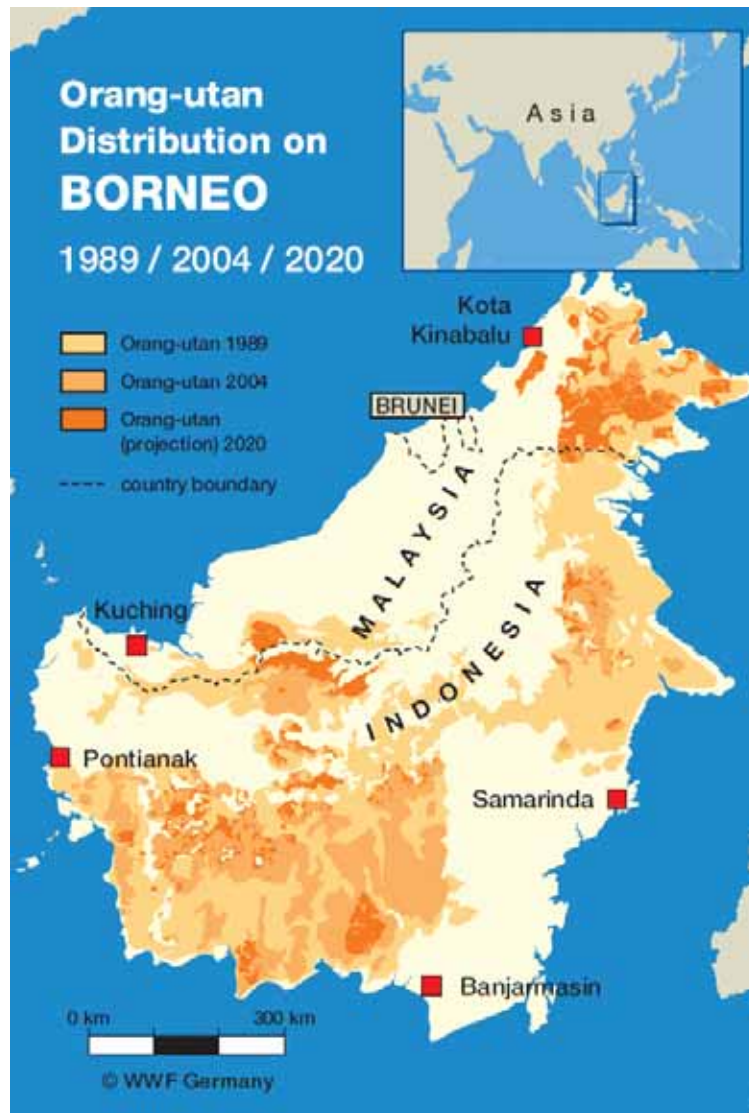 Orang-utan
Distribution on
BORNEO
1989 / 2004 / 2020
Asia
Orang-utan 1989
Orang-utan 2004
Orang-utan
(projection) 2020
country boundary
Kota
Kinabalu
BRUNEI
MALAYSIA
Kuching
INDONESIA
Pontianak
Samarinda
Banjarmasin
0 km 300 km
© WWF Germany